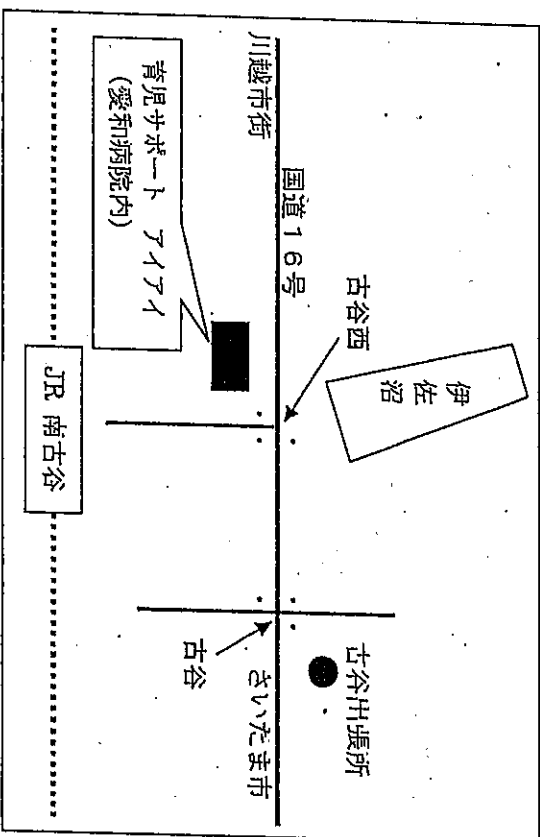 伊佐沼
古谷出張所
古谷西
国道16号
川越市街
さいたま市
古谷
育児サポート アイアイ
(愛和病院内)
JR 南古谷